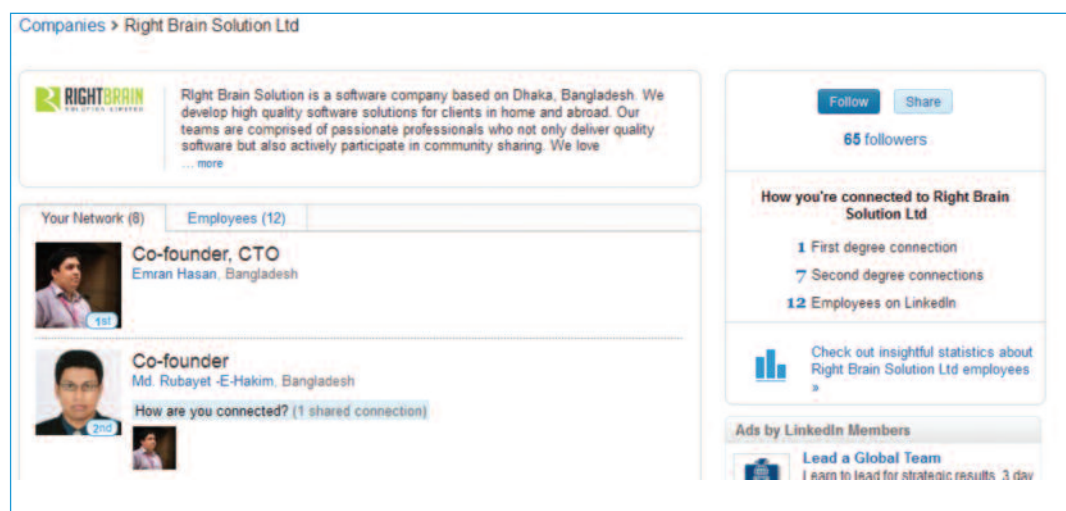 Companies > Right Brain Solution Ltd
RIGHTBRAIN
SOLUTION LIMITED
RIght Brain Solution is a software company based on Dhaka, Bangladesh. We
develop high quality software solutions for clients in home and abroad. Our
teams are comprised of passionate professionals who not only deliver quality
software but also actively participate in community sharing. We love
... more
Your Network (8)
Employees (12)
Co-founder, CTO
Emran Hasan, Bangladesh
1st
Co-founder
Md. Rubayet -E-Hakim, Bangladesh
2nd
How are you connected? (1 shared connection)
Follow
Share
65 followers
How you're connected to Right Brain
Solution Ltd
1 First degree connection
7 Second degree connections
12 Employees on LinkedIn
Check out insightful statistics about
Right Brain Solution Ltd employees
»
Ads by LinkedIn Members
Lead a Global Team
Learn to lead for strategic results. 3 day